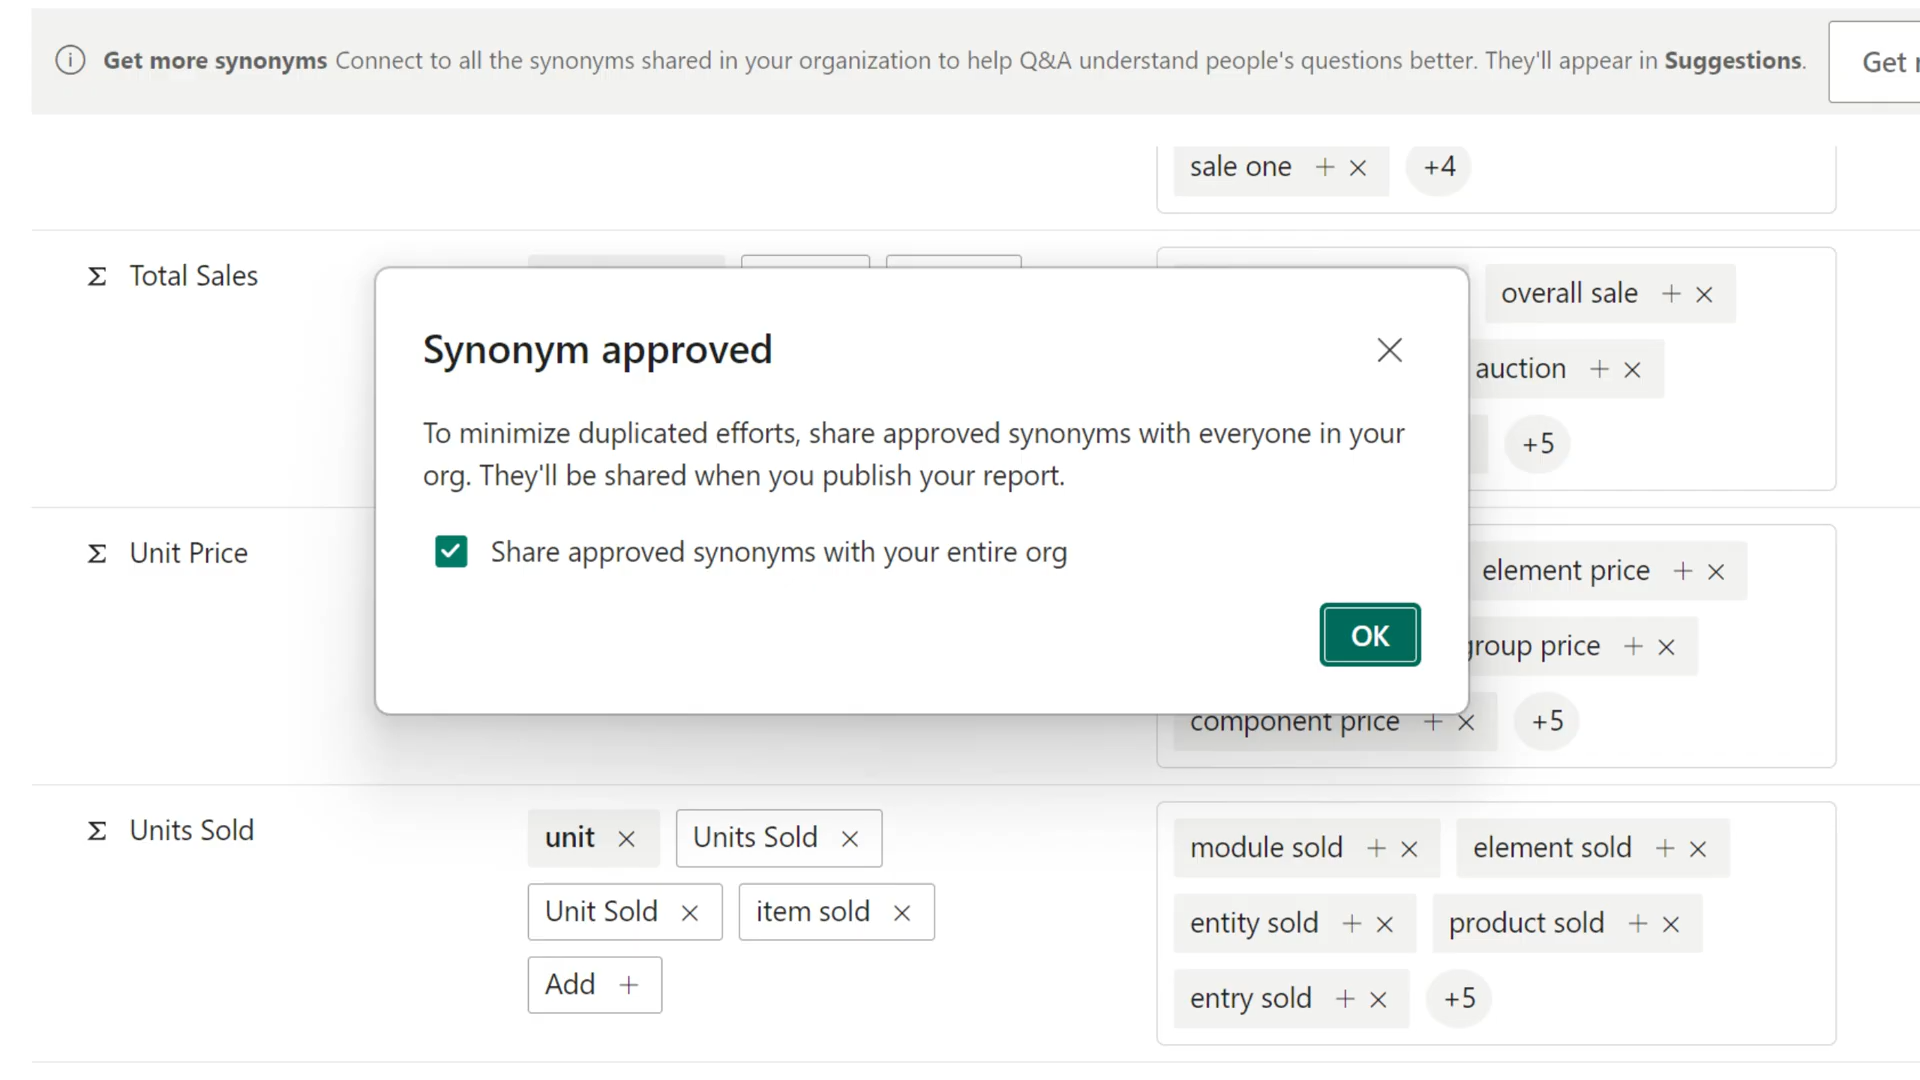 Get more synonyms Connect to all the synonyms shared in your organization to help Q&A understand people's questions better. They'll appear in Suggestions.
Get
sale one +4
Total Sales
overall sale
auction
+5
Synonym approved
To minimize duplicated efforts, share approved synonyms with everyone in your
org. They'll be shared when you publish your report.
Share approved synonyms with your entire org
OK
Unit Price
element price
group price
component price +5
Units Sold
unit Units Sold
Unit Sold item sold
Add
module sold element sold
entity sold product sold
entry sold +5